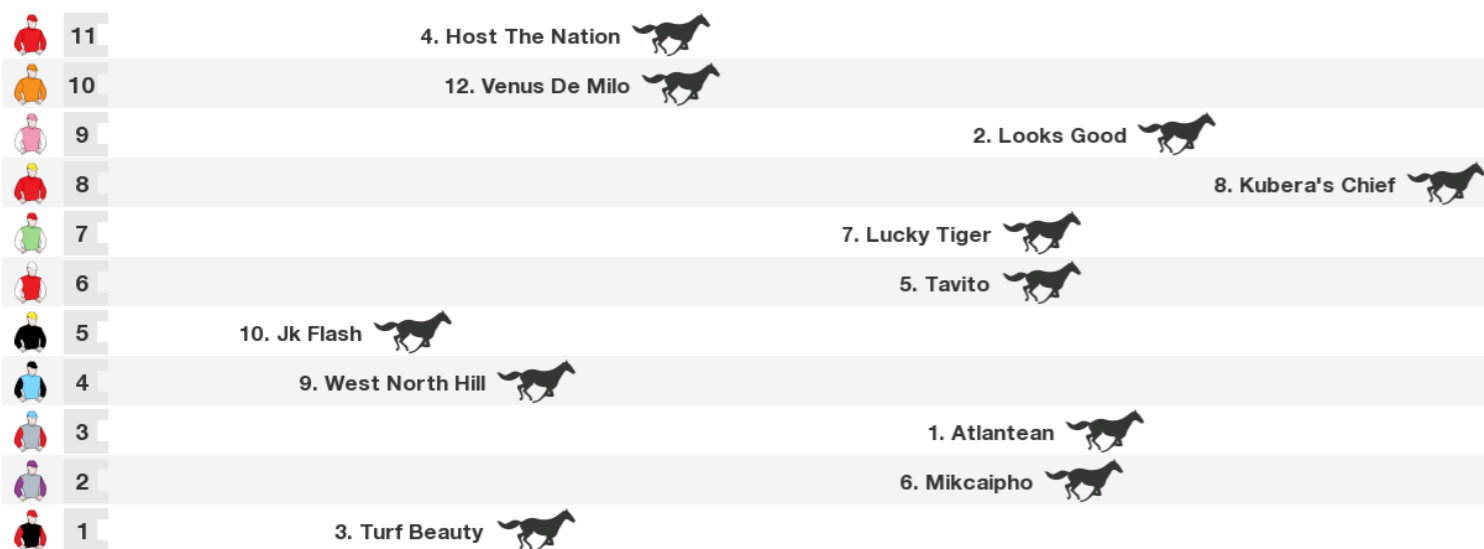 11 4. Host The Nation
10 12. Venus De Milo
9 2. Looks Good
8 8. Kubera's Chief
7 7. Lucky Tiger
6 5. Tavito
5 10. Jk Flash
4 9. West North Hill
3 1. Atlantean
2 6. Mikcaipho
1 3. Turf Beauty